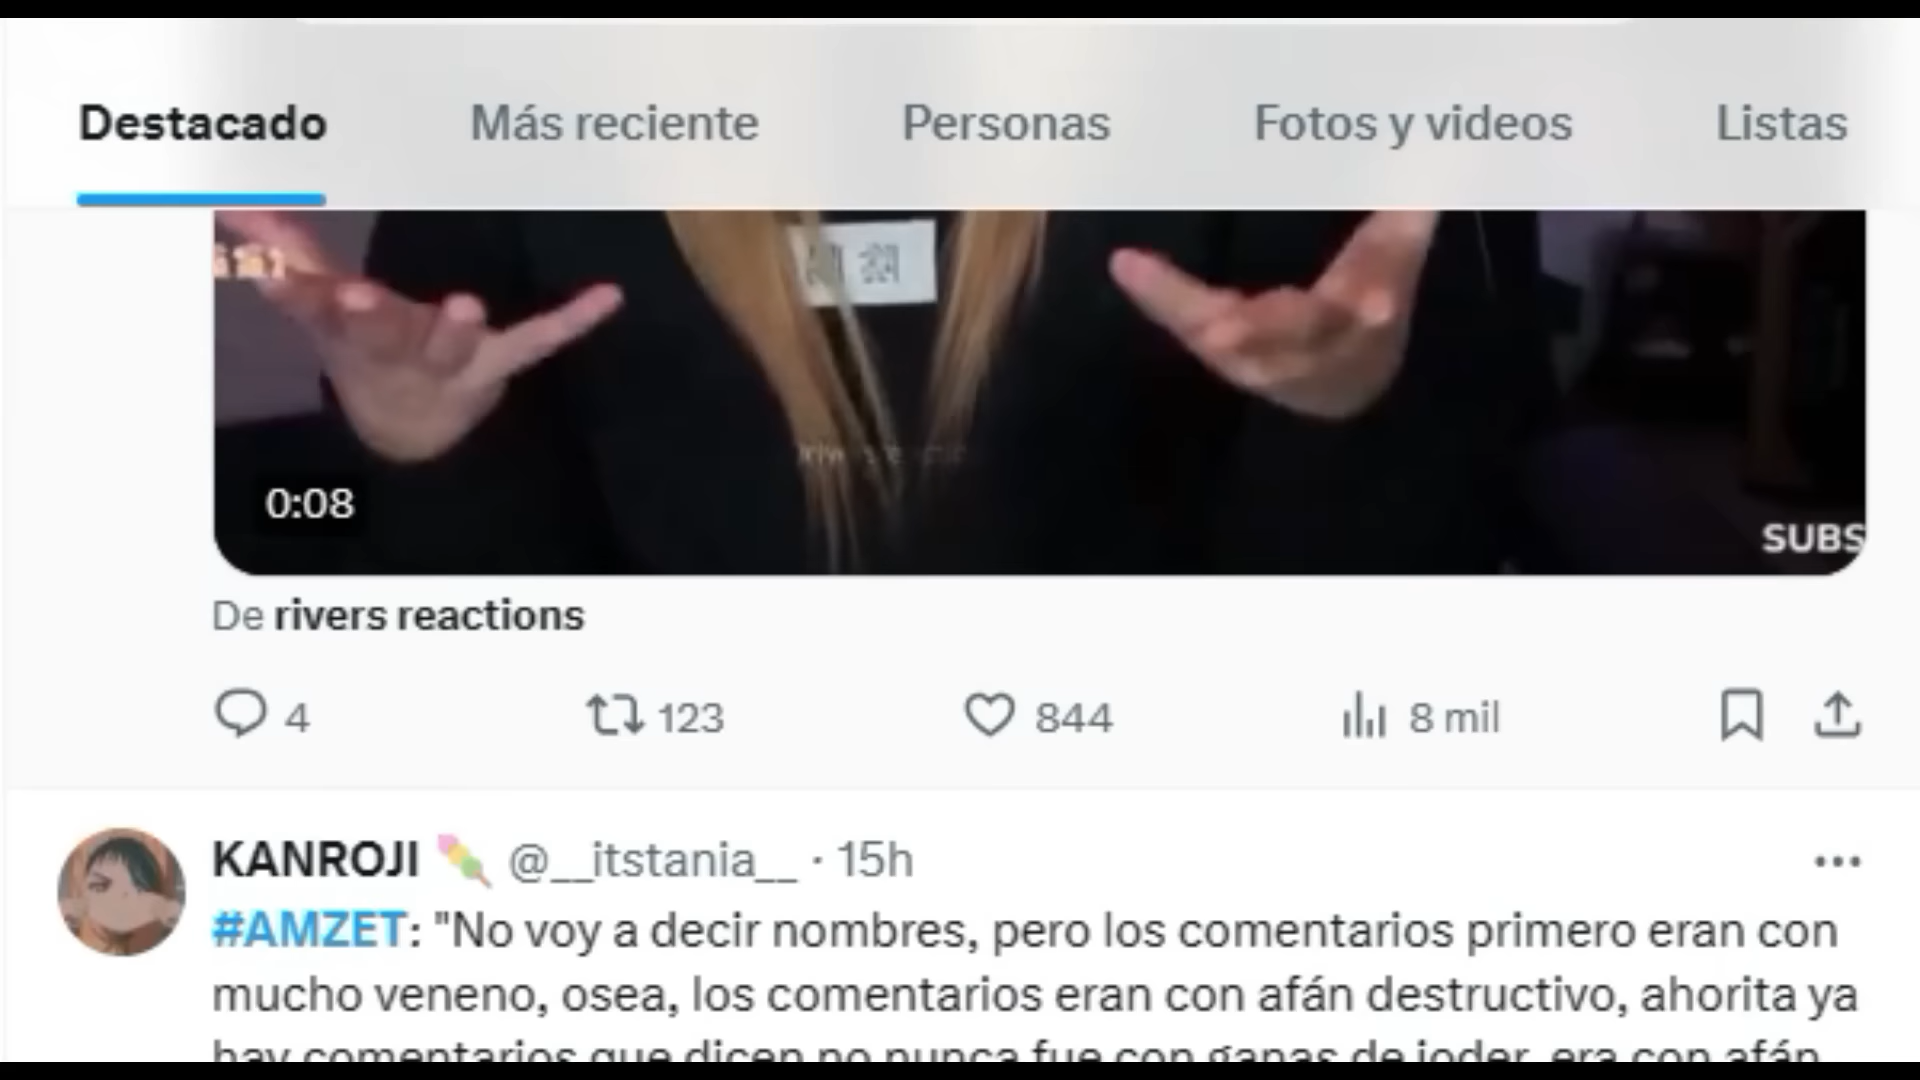 Destacado Más reciente Personas Fotos y videos Listas
0:08
SUBS
De rivers reactions
4 123 844 8 mil
KANROJI @__itstania__ · 15h
#AMZET: "No voy a decir nombres, pero los comentarios primero eran con
mucho veneno, osea, los comentarios eran con afán destructivo, ahorita ya
hay comentarios que dicen no nunca fue con ganas de joder, era con afán